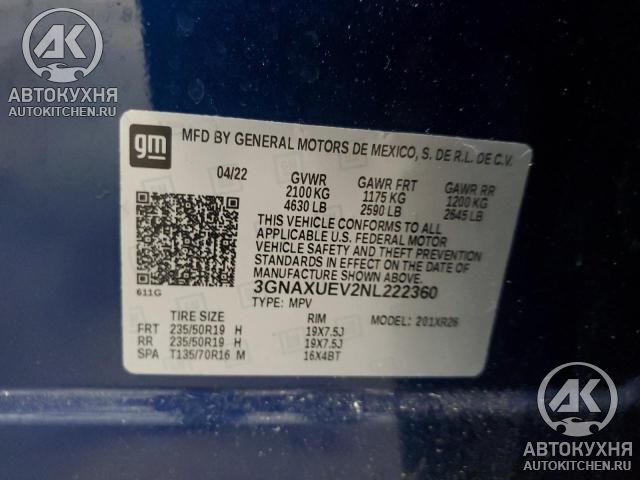 АВТОКУХНЯ
AUTOKITCHEN.RU
gm
MFD BY GENERAL MOTORS DE MEXICO, S. DE R.L. DE C.V.
04/22 GVWR GAWR FRT GAWR RR
2100 KG 1175 KG 1200 KG
4630 LB 2590 LB 2645 LB
THIS VEHICLE CONFORMS TO ALL
APPLICABLE U.S. FEDERAL MOTOR
VEHICLE SAFETY AND THEFT PREVENTION
STANDARDS IN EFFECT ON THE DATE OF
MANUFACTURE SHOWN ABOVE.
611G 3GNAXUEV2NL222360
TYPE: MPV MODEL: 201XR26
TIRE SIZE RIM
FRT 235/50R19 H 19X7.5J
RR 235/50R19 H 19X7.5J
SPA T135/70R16 M 16X4BT
АВТОКУХНЯ
AUTOKITCHEN.RU